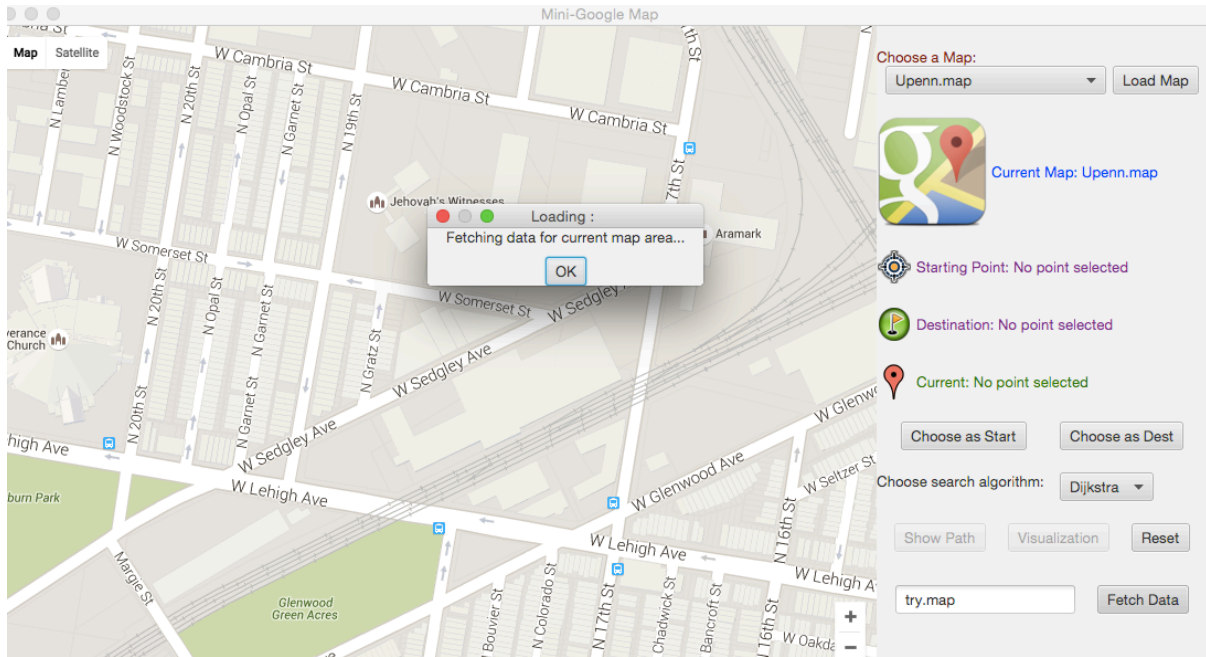 Mini-Google Map
Map
Satellite
W Cambria St
W Cambria St
W Cambria St
N Woodstock St
N 20th St
N Opal St
N Garnet St
N 19th St
Jehovah's Witnesses
Aramark
Loading :
Fetching data for current map area...
OK
W Somerset St
W Somerset St
W Sedgley
N 20th St
N Opal St
N Garnet St
N Gratz St
W Sedgley Ave
Church
N 20th St
N Garnet St
W Sedgley Ave
high Ave
W Lehigh Ave
W Glenwood Ave
W Seltzer St
N 16th St
burn Park
Margie St
Glenwood
Green Acres
W Lehigh Ave
W Lehigh A
Bouvier St
N Colorado St
N 17th St
Chadwick St
Bancroft St
N 16th St
W Oakda
+
−
Choose a Map:
Upenn.map
Load Map
Current Map: Upenn.map
Starting Point: No point selected
Destination: No point selected
Current: No point selected
Choose as Start
Choose as Dest
Choose search algorithm:
Dijkstra
Show Path
Visualization
Reset
try.map
Fetch Data